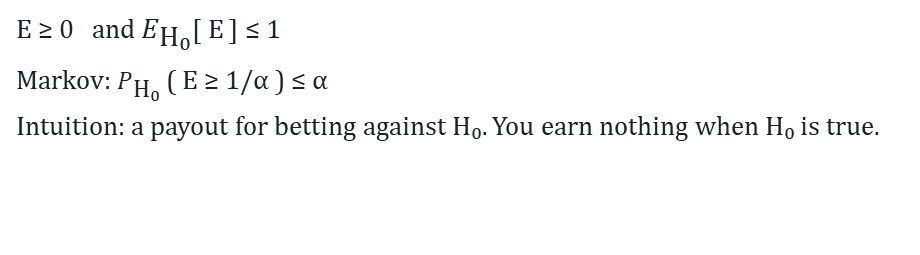 E ≥ 0 and E_H₀[ E ] ≤ 1
Markov: P_H₀ ( E ≥ 1/α ) ≤ α
Intuition: a payout for betting against H₀. You earn nothing when H₀ is true.